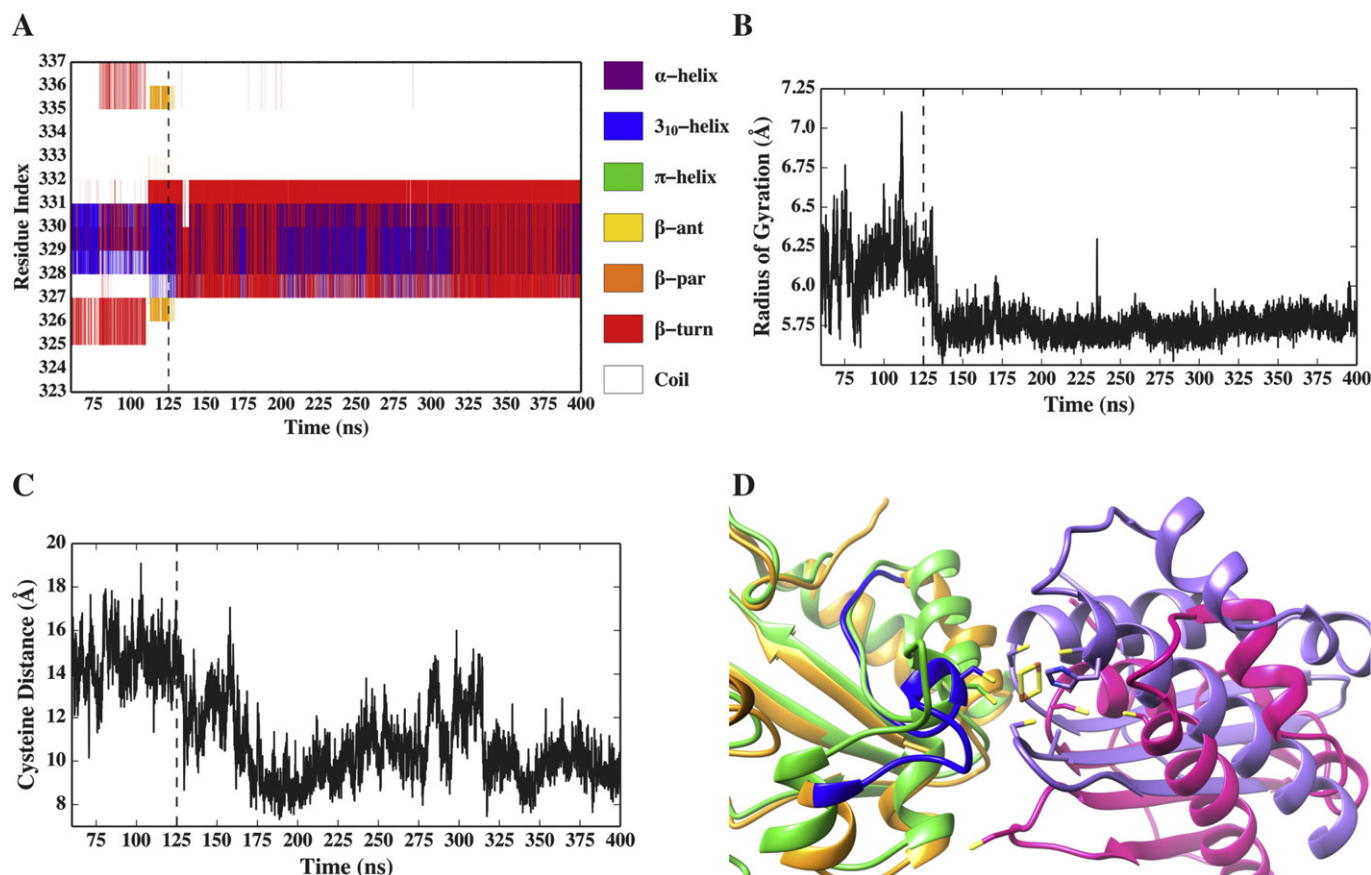 A
337
336
335
334
333
332
331
330
329
328
327
326
325
324
323
Residue Index
75 100 125 150 175 200 225 250 275 300 325 350 375 400
Time (ns)
α-helix
3₁₀-helix
π-helix
β-ant
β-par
β-turn
Coil
B
7.25
7.0
6.75
6.5
6.25
6.0
5.75
Radius of Gyration (Å)
75 100 125 150 175 200 225 250 275 300 325 350 375 400
Time (ns)
C
20
18
16
14
12
10
8
Cysteine Distance (Å)
75 100 125 150 175 200 225 250 275 300 325 350 375 400
Time (ns)
D